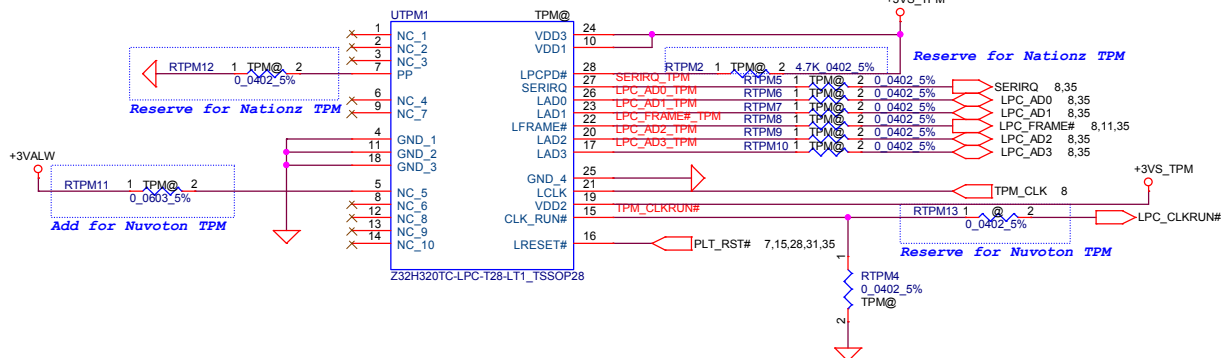 +3VS_TPM
UTPM1 TPM@
1 NC_1
2 NC_2
3 NC_3
RTPM12 1 TPM@ 2 7 PP
0_0402_5%
Reserve for Nationz TPM
6 NC_4
9 NC_7
4 GND_1
11 GND_2
18 GND_3
+3VALW
RTPM11 1 TPM@ 2 5 NC_5
0_0603_5%
Add for Nuvoton TPM
8 NC_6
12 NC_8
13 NC_9
14 NC_10
VDD3 24
VDD1 10
Reserve for Nationz TPM
LPCPD# 28 RTPM2 1 TPM@ 2 4.7K_0402_5%
SERIRQ 27 SERIRQ_TPM RTPM5 1 TPM@ 2 0_0402_5% SERIRQ 8,35
LAD0 26 LPC_AD0_TPM RTPM6 1 TPM@ 2 0_0402_5% LPC_AD0 8,35
LAD1 23 LPC_AD1_TPM RTPM7 1 TPM@ 2 0_0402_5% LPC_AD1 8,35
LFRAME# 22 LPC_FRAME#_TPM RTPM8 1 TPM@ 2 0_0402_5% LPC_FRAME# 8,11,35
LAD2 20 LPC_AD2_TPM RTPM9 1 TPM@ 2 0_0402_5% LPC_AD2 8,35
LAD3 17 LPC_AD3_TPM RTPM10 1 TPM@ 2 0_0402_5% LPC_AD3 8,35
GND_4 25
+3VS_TPM
LCLK 21 TPM_CLK 8
VDD2 19
CLK_RUN# 15 TPM_CLKRUN# RTPM13 1 @ 2 LPC_CLKRUN#
0_0402_5%
LRESET# 16 PLT_RST# 7,15,28,31,35
Reserve for Nuvoton TPM
Z32H320TC-LPC-T28-LT1_TSSOP28
1
RTPM4
0_0402_5%
TPM@
2